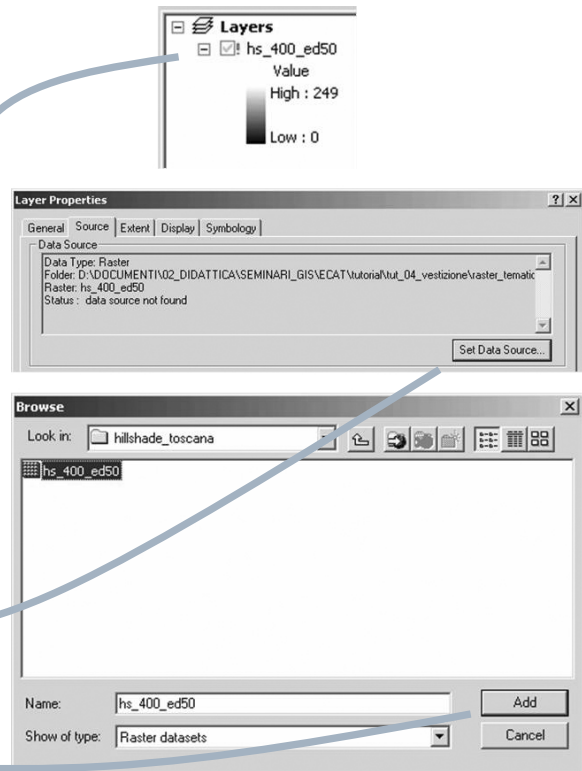 Layers
hs_400_ed50
Value
High : 249
Low : 0
Layer Properties
General Source Extent Display Symbology
Data Source
Data Type: Raster
Folder: D:\DOCUMENTI\02_DIDATTICA\SEMINARI_GIS\ECAT\tutorial\tut_04_vestizione\raster_tematic
Raster: hs_400_ed50
Status : data source not found
Set Data Source...
Browse
Look in: hillshade_toscana
hs_400_ed50
Name: hs_400_ed50 Add
Show of type: Raster datasets Cancel